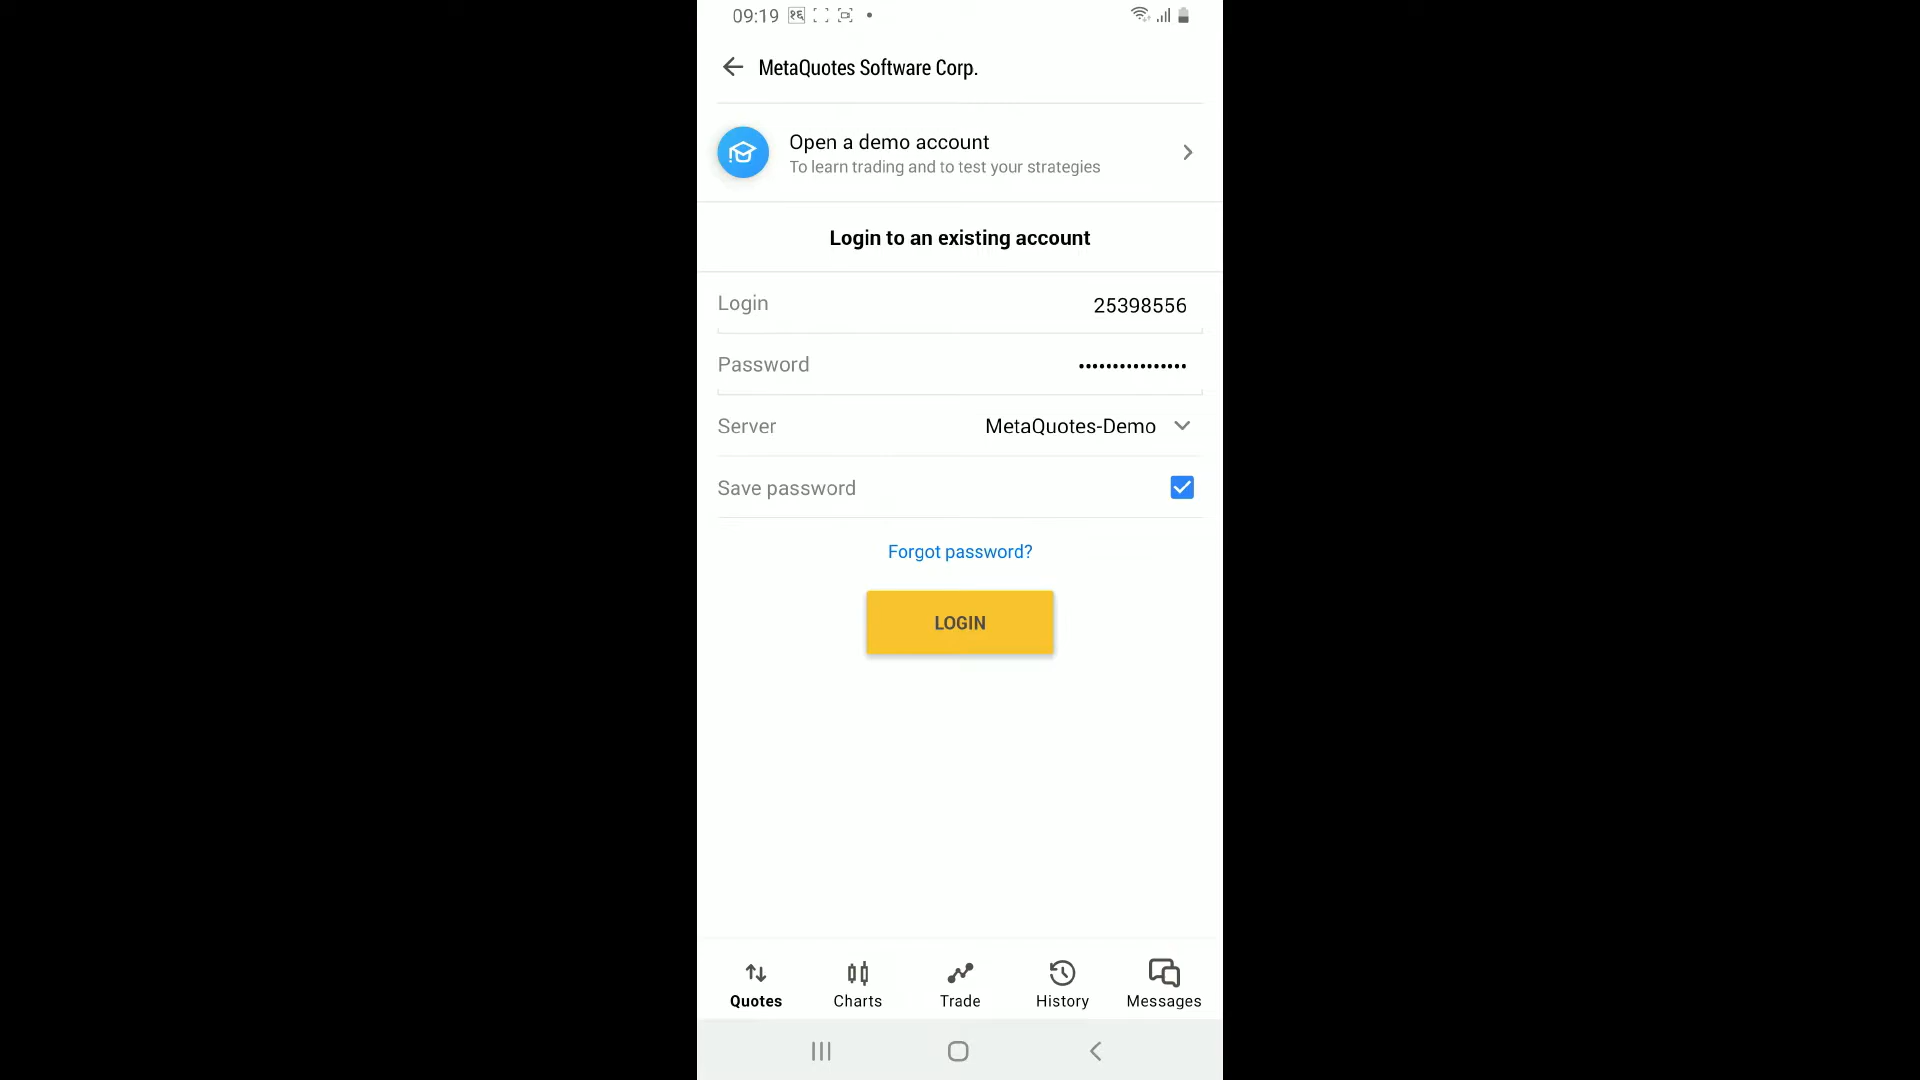 09:19 १६
MetaQuotes Software Corp.
Open a demo account
To learn trading and to test your strategies
Login to an existing account
Login 25398556
Password ••••••••••••••••
Server MetaQuotes-Demo
Save password
Forgot password?
LOGIN
Quotes Charts Trade History Messages